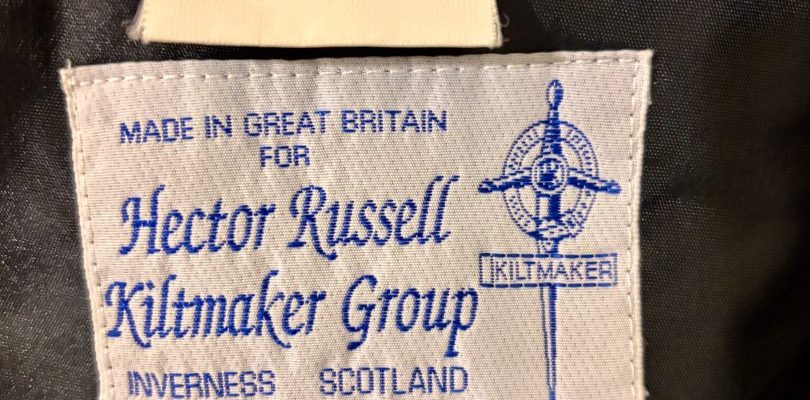 MADE IN GREAT BRITAIN
FOR
Hector Russell
Kiltmaker Group
KILTMAKER
INVERNESS SCOTLAND